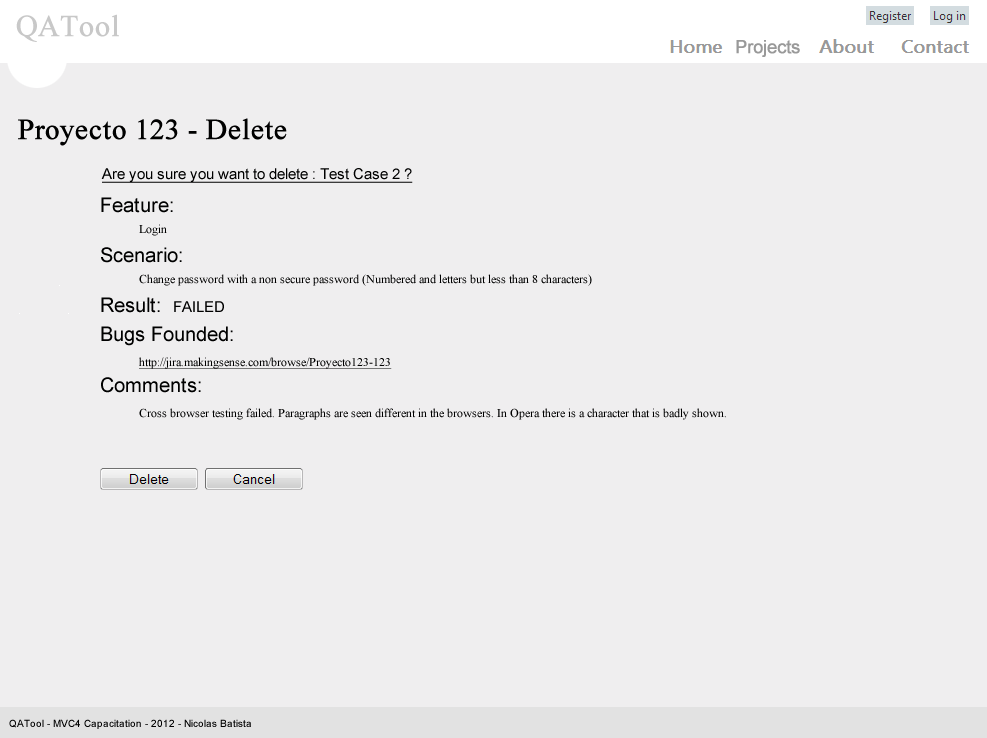 QATool
Register Log in
Home Projects About Contact
Proyecto 123 - Delete
Are you sure you want to delete : Test Case 2 ?
Feature:
Login
Scenario:
Change password with a non secure password (Numbered and letters but less than 8 characters)
Result: FAILED
Bugs Founded:
http://jira.makingsense.com/browse/Proyecto123-123
Comments:
Cross browser testing failed. Paragraphs are seen different in the browsers. In Opera there is a character that is badly shown.
Delete Cancel
QATool - MVC4 Capacitation - 2012 - Nicolas Batista